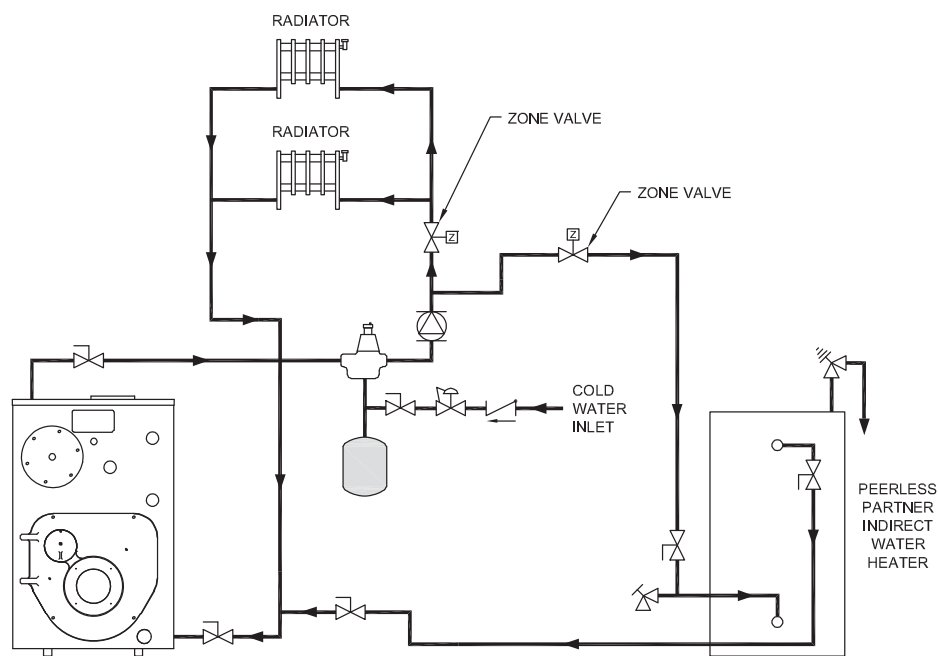 RADIATOR
RADIATOR
ZONE VALVE
Z
ZONE VALVE
Z
COLD
WATER
INLET
PEERLESS
PARTNER
INDIRECT
WATER
HEATER